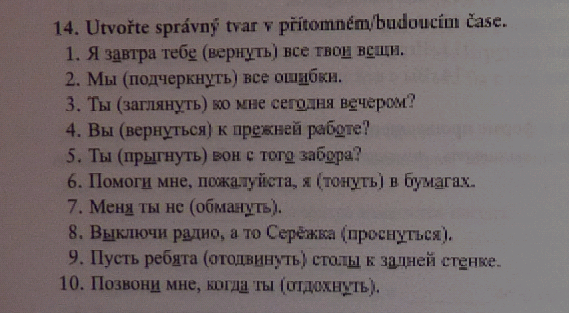 14. Utvořte správný tvar v přítomném/budoucím čase.
1. Я завтра тебе (вернуть) все твои вещи.
2. Мы (подчеркнуть) все ошибки.
3. Ты (заглянуть) ко мне сегодня вечером?
4. Вы (вернуться) к прежней работе?
5. Ты (прыгнуть) вон с того забора?
6. Помоги мне, пожалуйста, я (тонуть) в бумагах.
7. Меня ты не (обмануть).
8. Выключи радио, а то Серёжка (проснуться).
9. Пусть ребята (отодвинуть) столы к задней стенке.
10. Позвони мне, когда ты (отдохнуть).